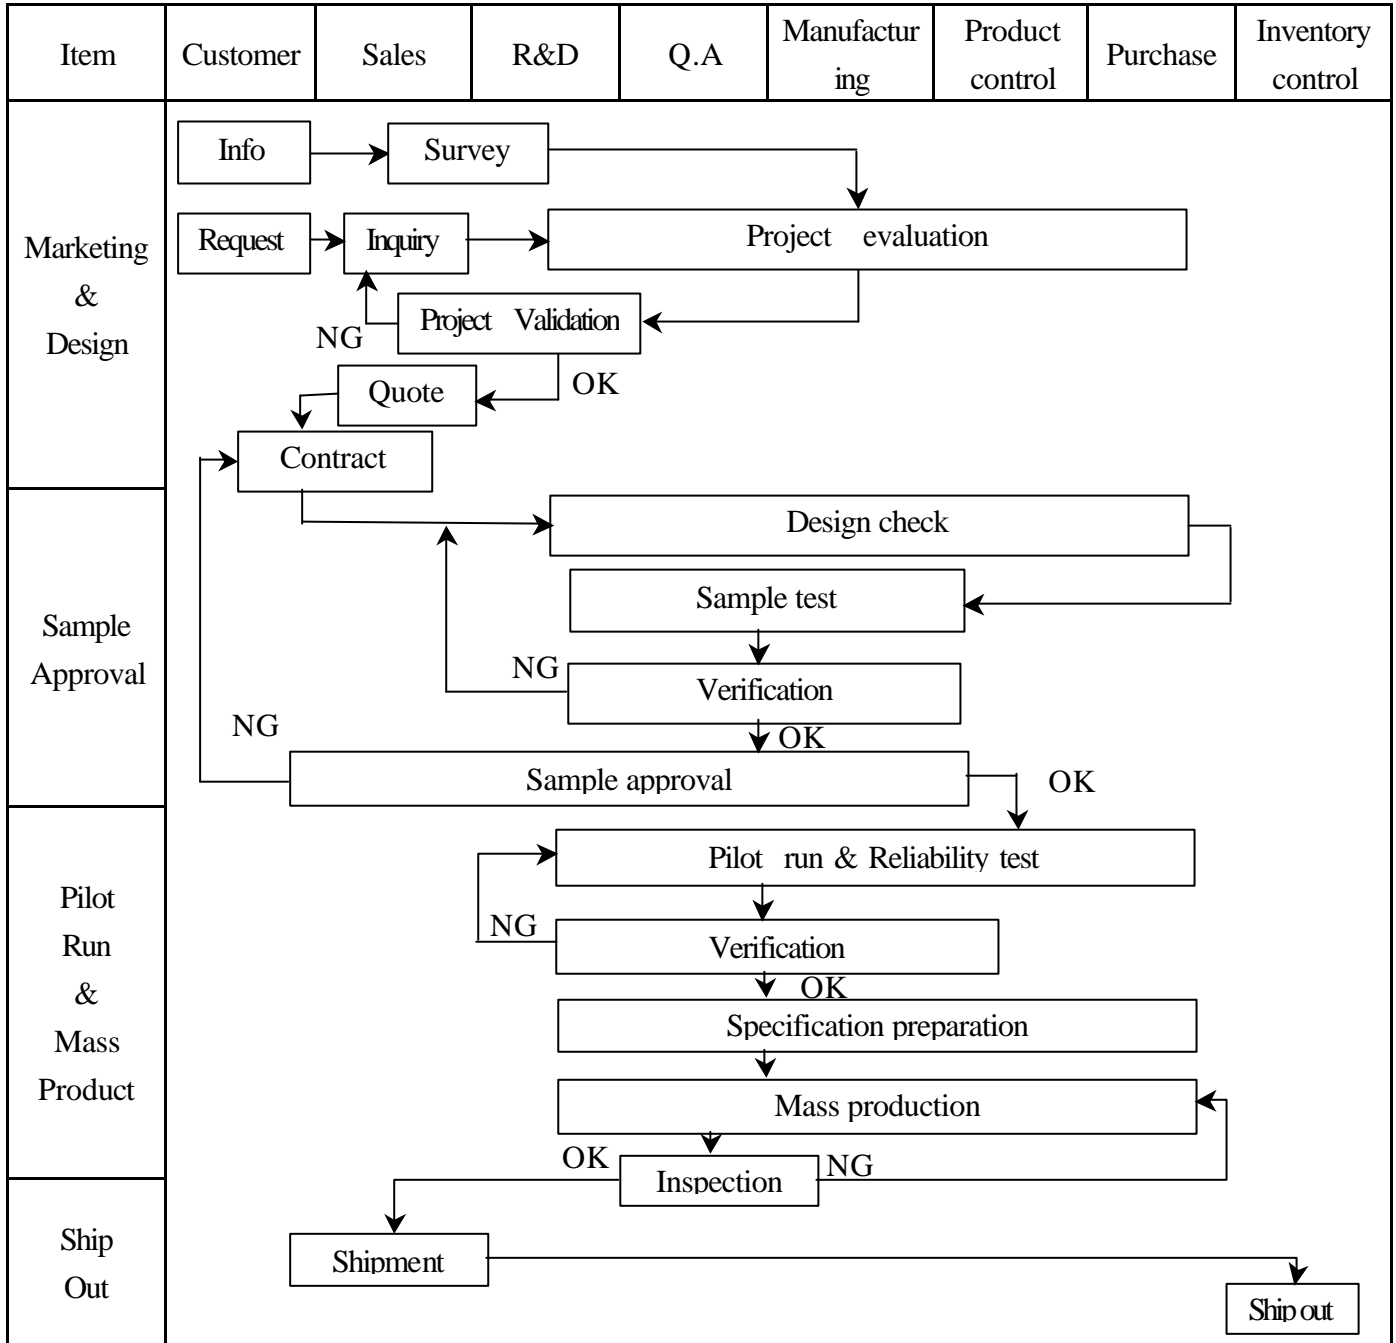 Item Customer Sales R&D Q.A Manufactur Product Purchase Inventory
ing control control
Info Survey
Request Inquiry Project evaluation
Marketing
&
Design
NG Project Validation
Quote OK
Contract
Design check
Sample test
Sample
Approval
NG Verification
NG OK
Sample approval OK
Pilot run & Reliability test
Pilot
Run
&
Mass
Product
NG Verification
OK
Specification preparation
Mass production
OK Inspection NG
Ship
Out
Shipment
Ship out